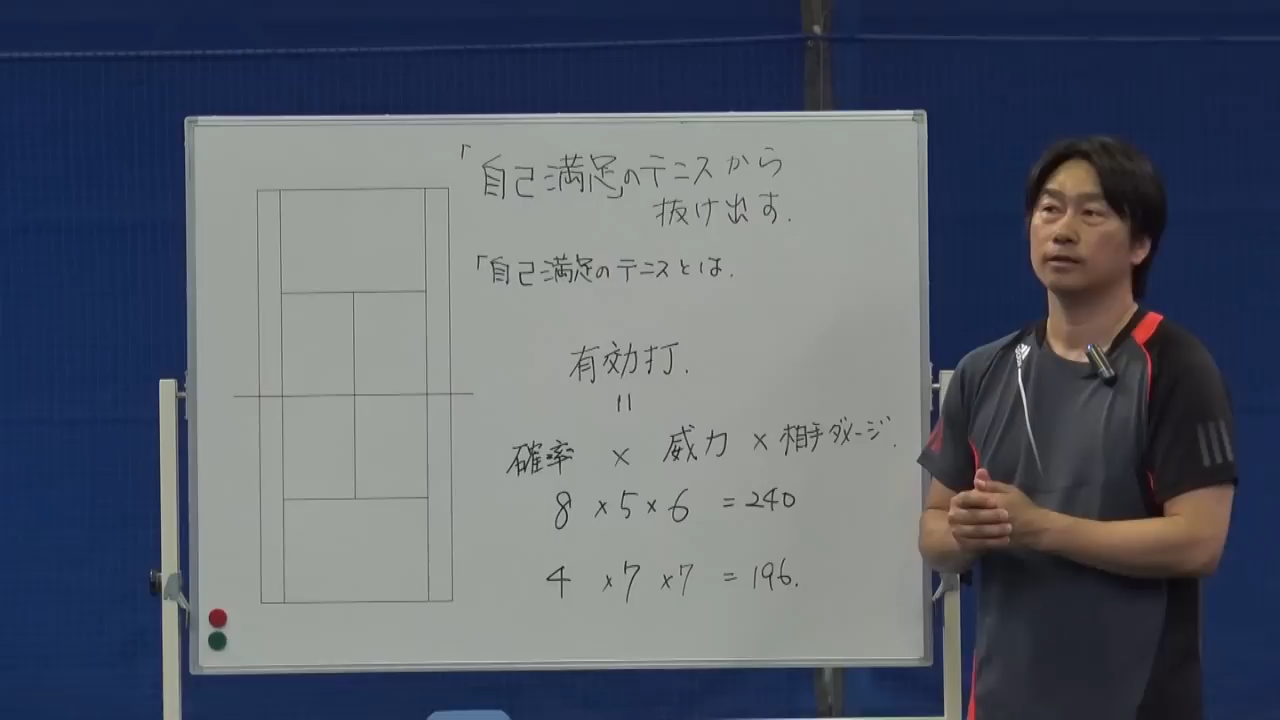 「自己満足」のテニスから
抜け出す.
「自己満足のテニスとは.
有効打.
=
確率 × 威力 × 相手ダメージ.
8 × 5 × 6 = 240
4 × 7 × 7 = 196.